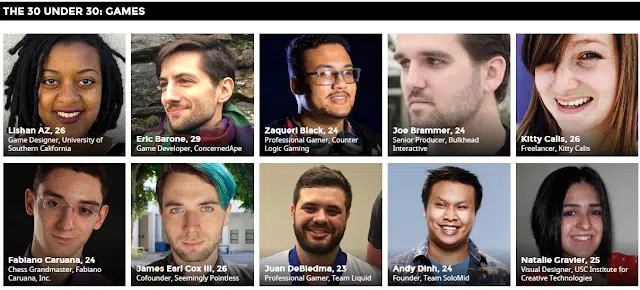 THE 30 UNDER 30: GAMES
Lishan AZ, 26
Game Designer, University of
Southern California
Eric Barone, 29
Game Developer, ConcernedApe
Zaqueri Black, 24
Professional Gamer, Counter
Logic Gaming
Joe Brammer, 24
Senior Producer, Bulkhead
Interactive
Kitty Calis, 26
Freelancer, Kitty Calis
Fabiano Caruana, 24
Chess Grandmaster, Fabiano
Caruana, Inc.
James Earl Cox III, 26
Cofounder, Seemingly Pointless
Juan DeBiedma, 23
Professional Gamer, Team Liquid
Andy Dinh, 24
Founder, Team SoloMid
Natalie Gravier, 25
Visual Designer, USC Institute for
Creative Technologies